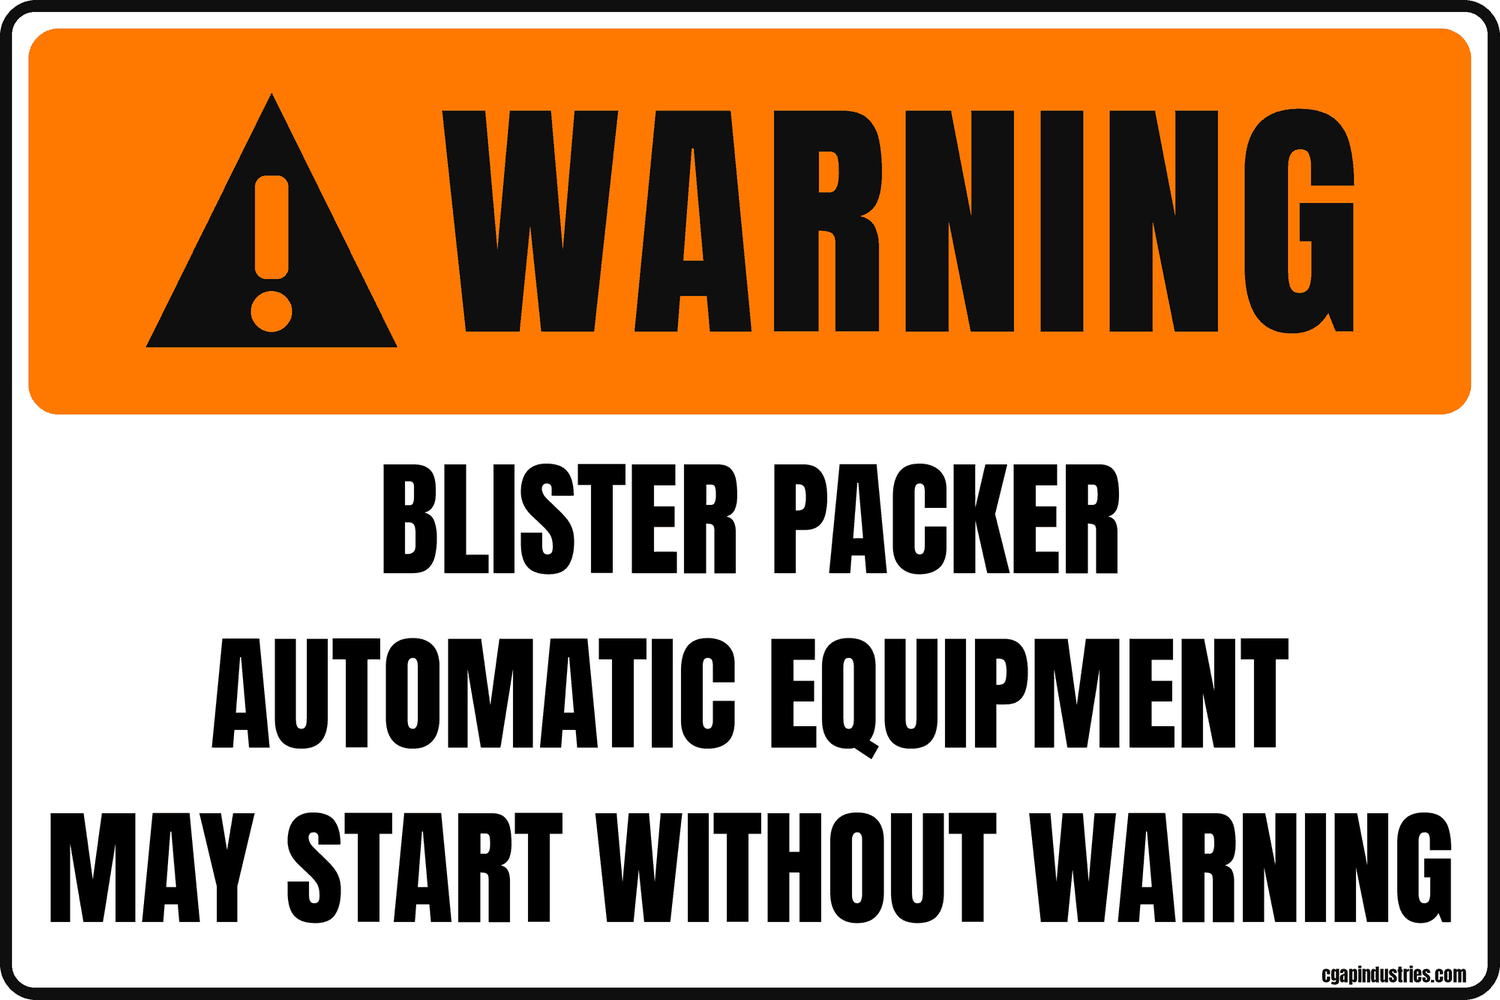 WARNING
BLISTER PACKER
AUTOMATIC EQUIPMENT
MAY START WITHOUT WARNING
cgapindustries.com